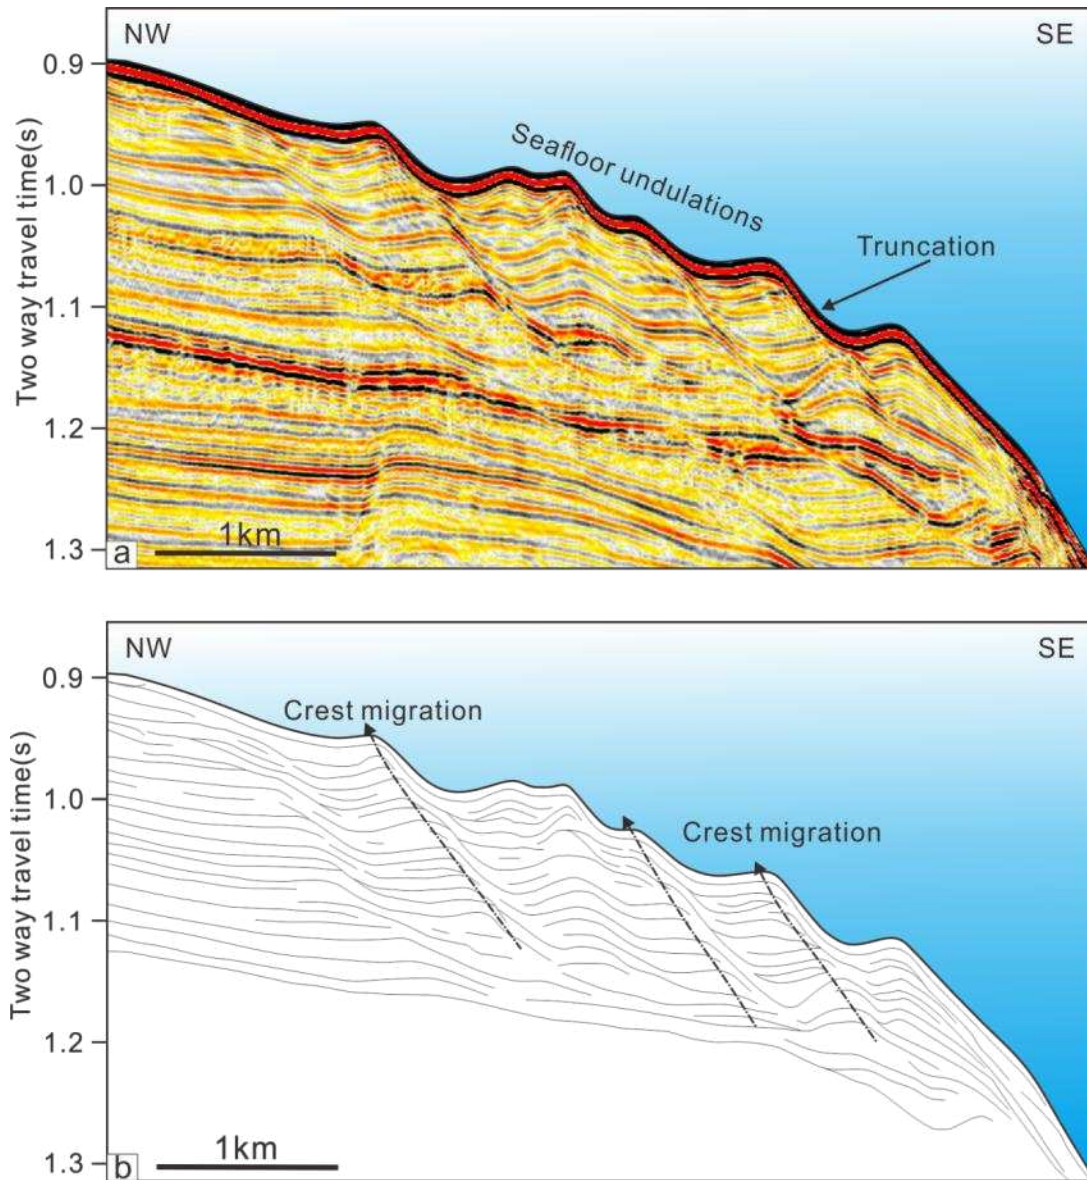 NW
SE
0.9
Seafloor undulations
1.0
Truncation
1.1
Two way travel time(s)
1.2
1km
a
1.3
NW
SE
0.9
Crest migration
1.0
Crest migration
1.1
Two way travel time(s)
1.2
1km
b
1.3